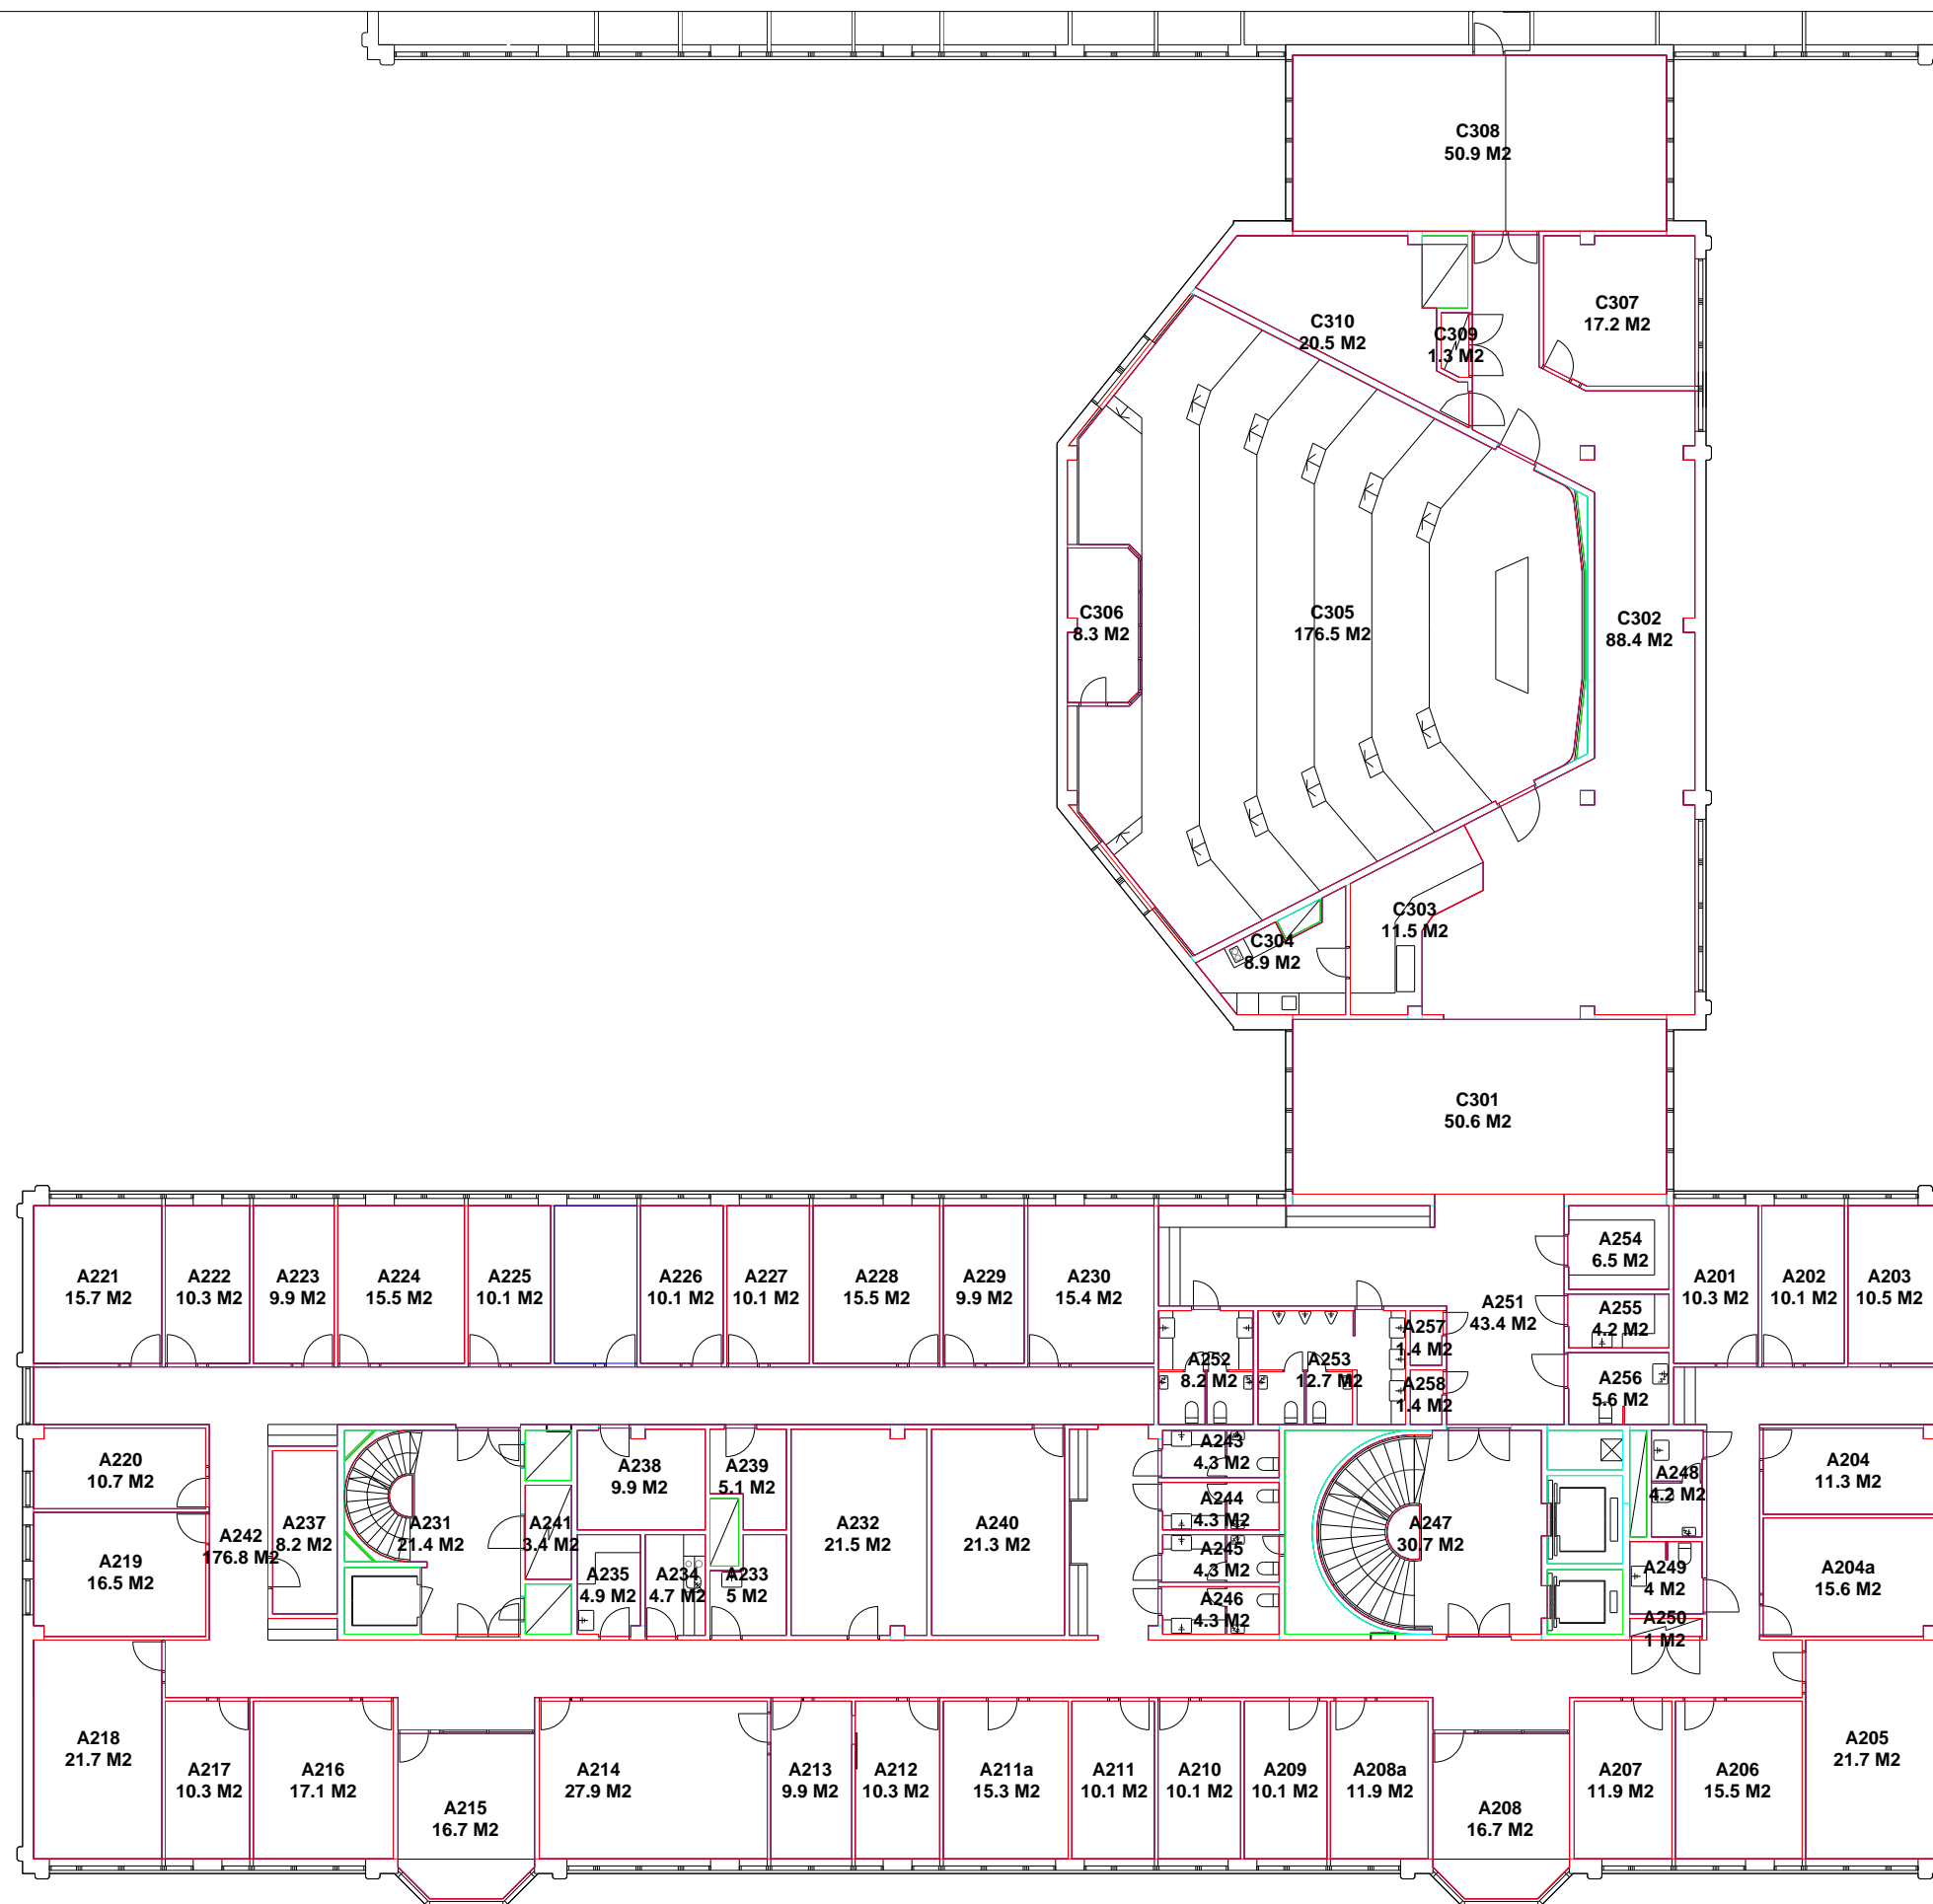 C308
50.9 M2
C307
17.2 M2
C310
20.5 M2
C309
1.3 M2
C306
8.3 M2
C305
176.5 M2
C302
88.4 M2
C303
11.5 M2
C304
8.9 M2
C301
50.6 M2
A221
15.7 M2
A222
10.3 M2
A223
9.9 M2
A224
15.5 M2
A225
10.1 M2
A226
10.1 M2
A227
10.1 M2
A228
15.5 M2
A229
9.9 M2
A230
15.4 M2
A251
43.4 M2
A254
6.5 M2
A255
4.2 M2
A256
5.6 M2
A201
10.3 M2
A202
10.1 M2
A203
10.5 M2
A252
8.2 M2
A253
12.7 M2
A257
1.4 M2
A258
1.4 M2
A220
10.7 M2
A219
16.5 M2
A242
176.8 M2
A237
8.2 M2
A231
21.4 M2
A241
3.4 M2
A238
9.9 M2
A239
5.1 M2
A235
4.9 M2
A234
4.7 M2
A233
5 M2
A232
21.5 M2
A240
21.3 M2
A243
4.3 M2
A244
4.3 M2
A245
4.3 M2
A246
4.3 M2
A247
30.7 M2
A248
4.2 M2
A249
4 M2
A250
1 M2
A204
11.3 M2
A204a
15.6 M2
A218
21.7 M2
A217
10.3 M2
A216
17.1 M2
A215
16.7 M2
A214
27.9 M2
A213
9.9 M2
A212
10.3 M2
A211a
15.3 M2
A211
10.1 M2
A210
10.1 M2
A209
10.1 M2
A208a
11.9 M2
A208
16.7 M2
A207
11.9 M2
A206
15.5 M2
A205
21.7 M2